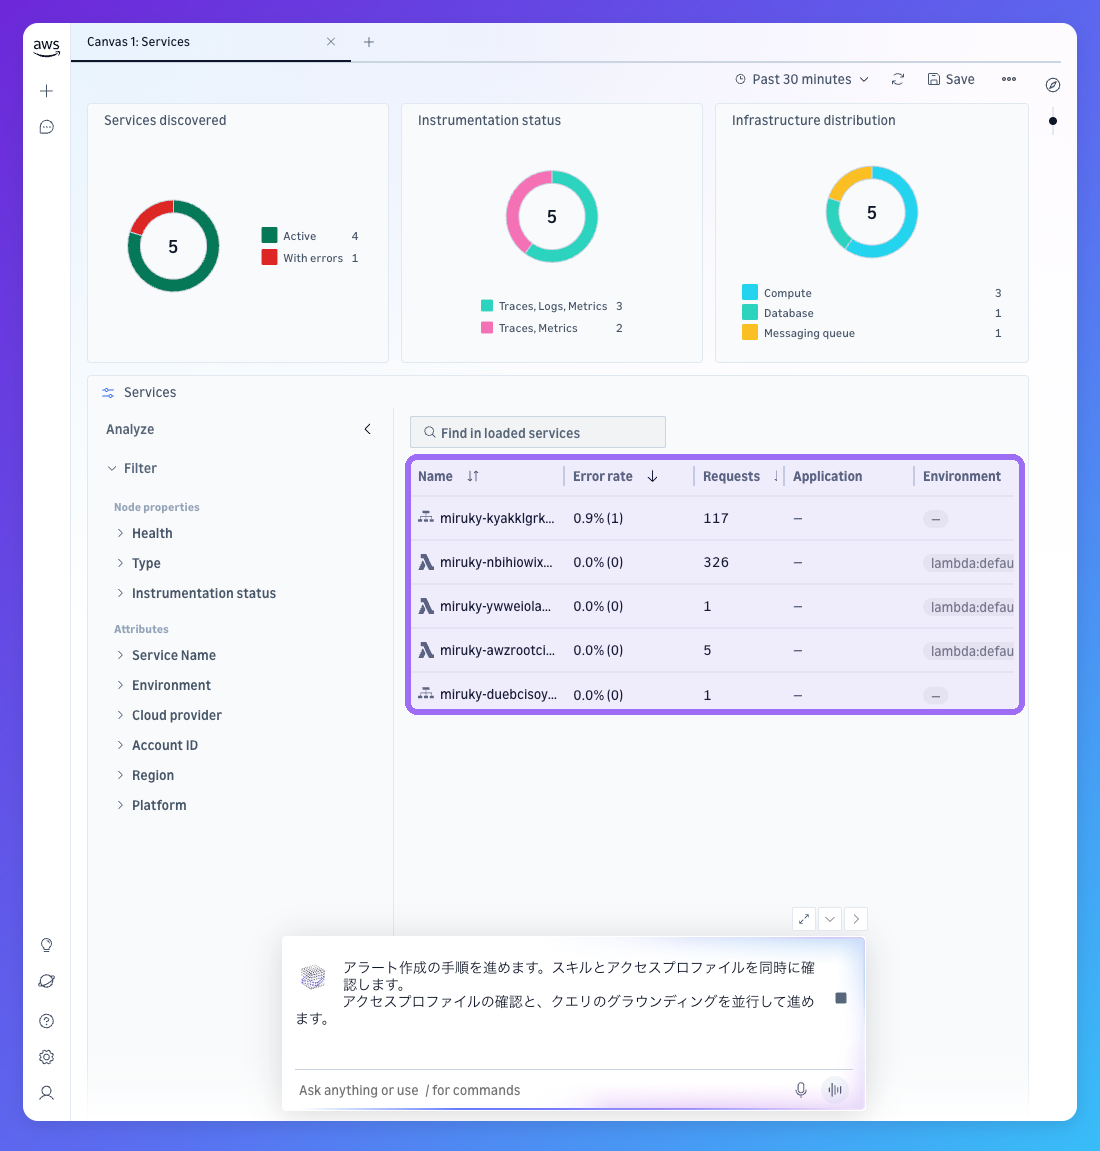 aws
Canvas 1: Services
Past 30 minutes
Save
Services discovered
5
Active 4
With errors 1
Instrumentation status
5
Traces, Logs, Metrics 3
Traces, Metrics 2
Infrastructure distribution
5
Compute 3
Database 1
Messaging queue 1
Services
Analyze
Filter
Node properties
Health
Type
Instrumentation status
Attributes
Service Name
Environment
Cloud provider
Account ID
Region
Platform
Find in loaded services
Name Error rate Requests Application Environment
miruky-kyakklgrk... 0.9% (1) 117 – –
miruky-nbihiowix... 0.0% (0) 326 – lambda:defau
miruky-ywweiola... 0.0% (0) 1 – lambda:defau
miruky-awzrootci... 0.0% (0) 5 – lambda:defau
miruky-duebcisoy... 0.0% (0) 1 – –
アラート作成の手順を進めます。スキルとアクセスプロファイルを同時に確
認します。
アクセスプロファイルの確認と、クエリのグラウンディングを並行して進め
ます。
Ask anything or use / for commands